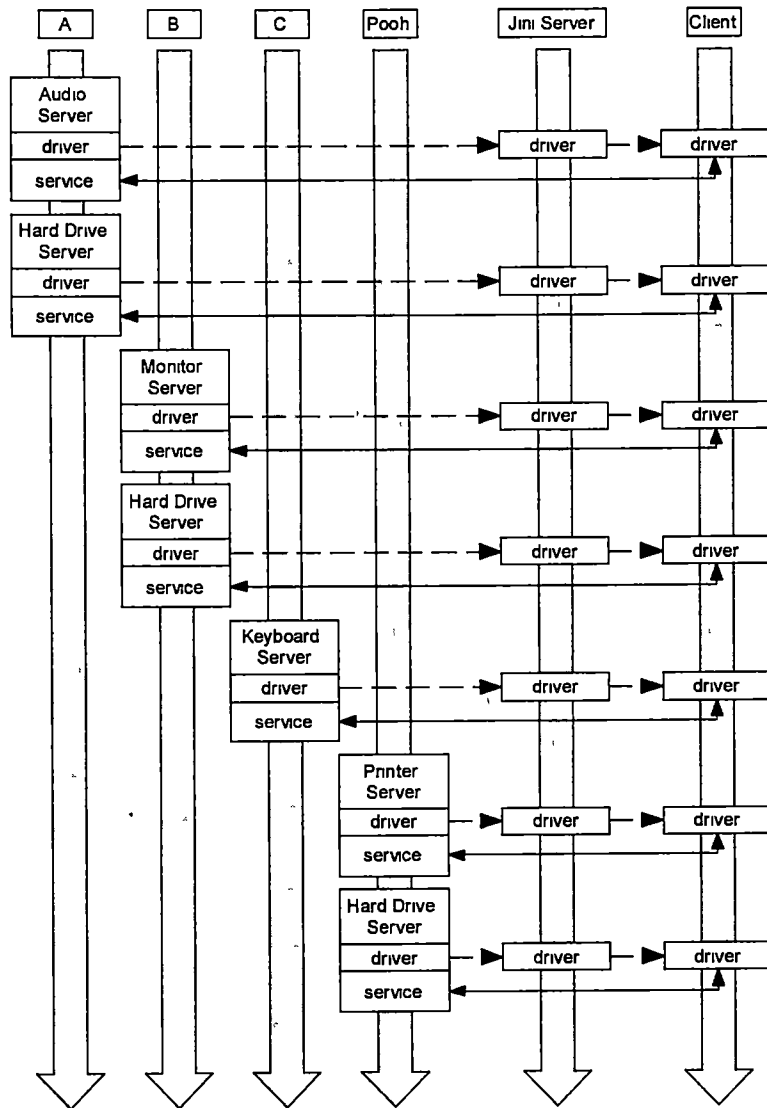 A B C Pooh Jini Server Client
Audio
Server
driver driver driver
service
Hard Drive
Server
driver driver driver
service
Monitor
Server
driver driver driver
service
Hard Drive
Server
driver driver driver
service
Keyboard
Server
driver driver driver
service
Printer
Server
driver driver driver
service
Hard Drive
Server
driver driver driver
service